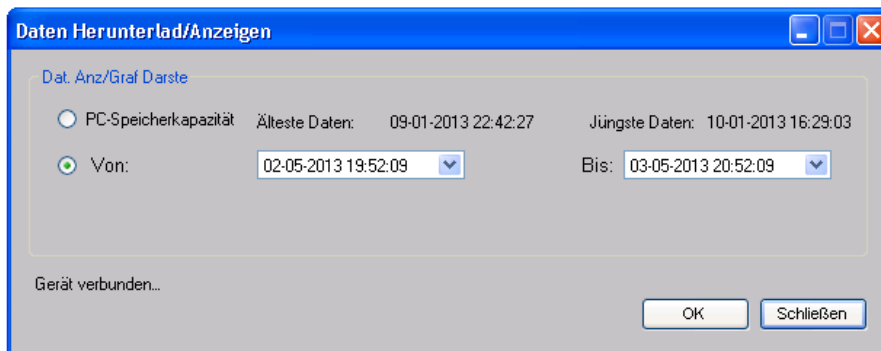 Daten Herunterlad/Anzeigen
Dat. Anz/Graf Darste
PC-Speicherkapazität Älteste Daten: 09-01-2013 22:42:27 Jüngste Daten: 10-01-2013 16:29:03
Von: 02-05-2013 19:52:09 Bis: 03-05-2013 20:52:09
Gerät verbunden...
OK Schließen